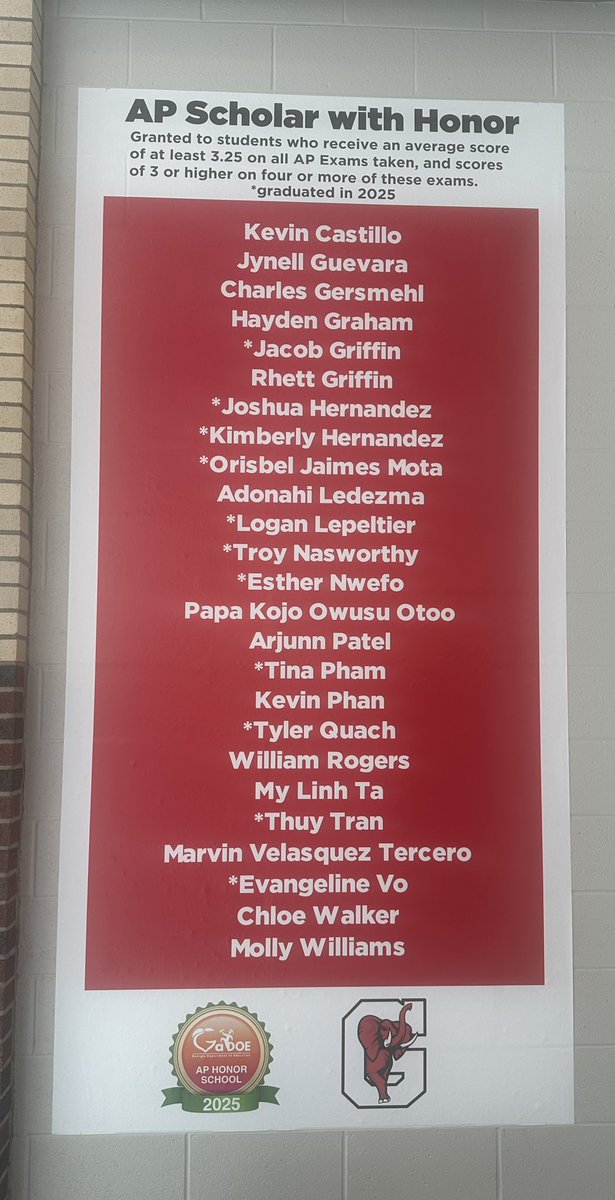 AP Scholar with Honor
Granted to students who receive an average score
of at least 3.25 on all AP Exams taken, and scores
of 3 or higher on four or more of these exams.
*graduated in 2025
Kevin Castillo
Jynell Guevara
Charles Gersmehl
Hayden Graham
*Jacob Griffin
Rhett Griffin
*Joshua Hernandez
*Kimberly Hernandez
*Orisbel Jaimes Mota
Adonahi Ledezma
*Logan Lepeltier
*Troy Nasworthy
*Esther Nwefo
Papa Kojo Owusu Otoo
Arjunn Patel
*Tina Pham
Kevin Phan
*Tyler Quach
William Rogers
My Linh Ta
*Thuy Tran
Marvin Velasquez Tercero
*Evangeline Vo
Chloe Walker
Molly Williams
GaDOE
Georgia Department of Education
AP HONOR
SCHOOL
2025
G